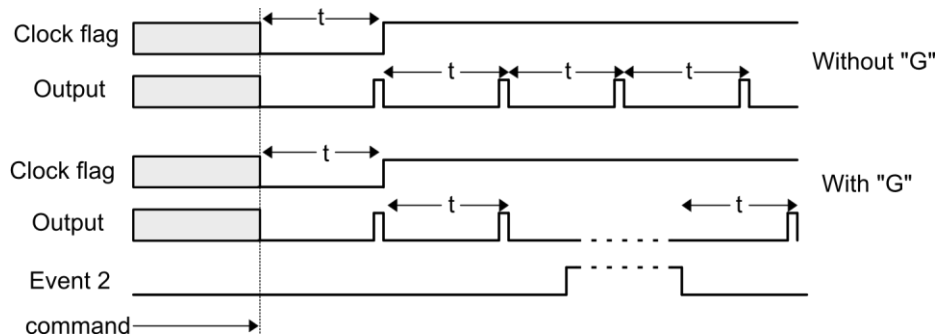 Clock flag
t
Without "G"
Output
t
t
t
Clock flag
t
With "G"
Output
t
t
Event 2
command